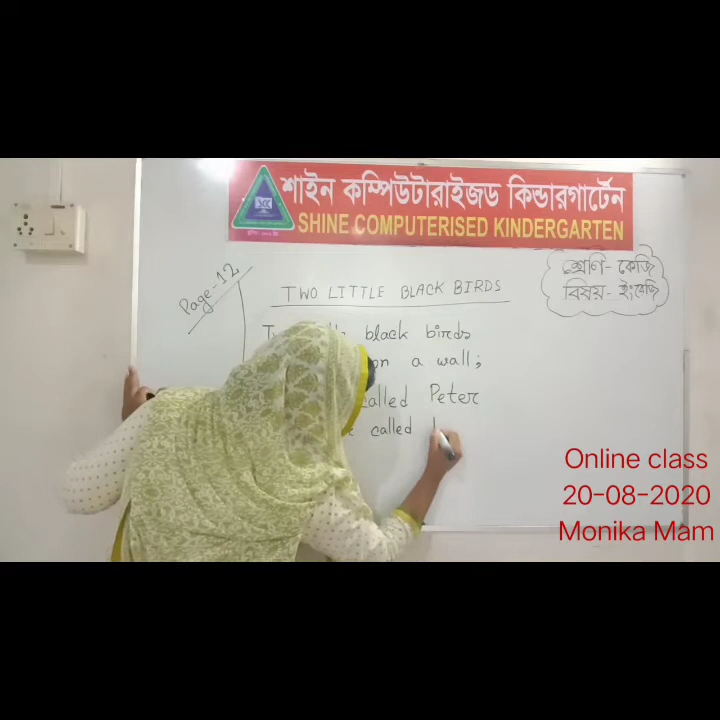 শাইন কম্পিউটারাইজড কিন্ডারগার্টেন
SHINE COMPUTERISED KINDERGARTEN
শ্রেণি- কেজি
বিষয়- ইংরেজি
Page-12
TWO LITTLE BLACK BIRDS
black birds
on a wall;
called Peter
called
Online class
20-08-2020
Monika Mam